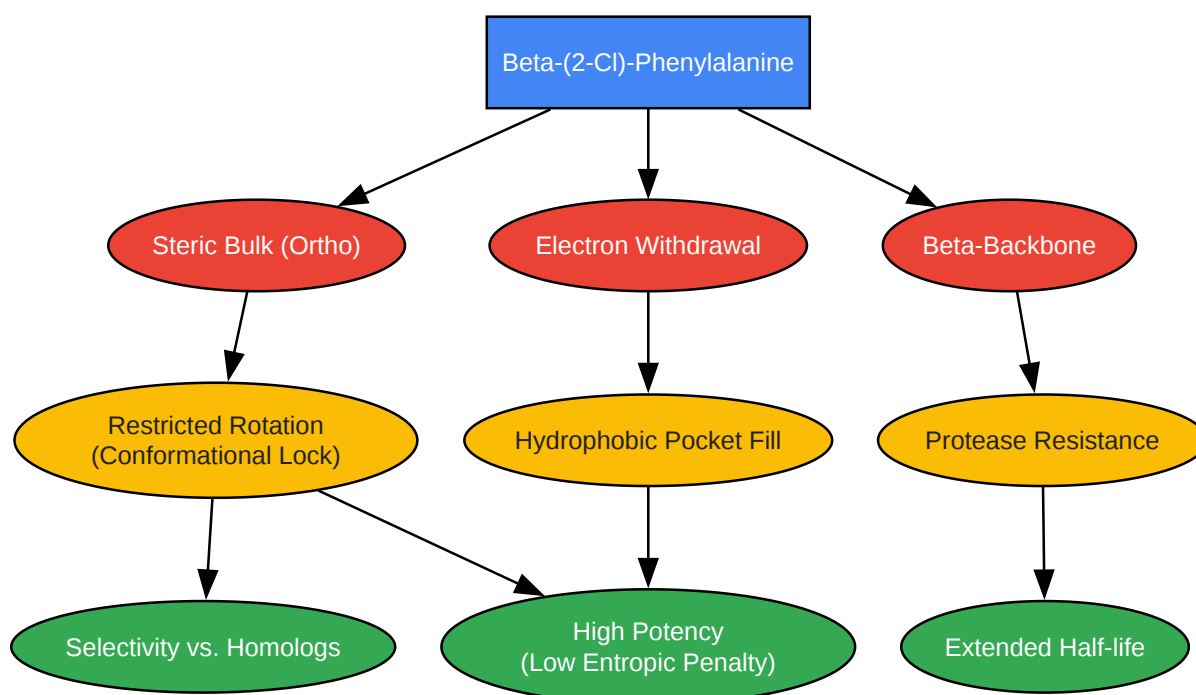 Beta-(2-Cl)-Phenylalanine
Steric Bulk (Ortho)
Electron Withdrawal
Beta-Backbone
Restricted Rotation
(Conformational Lock)
Hydrophobic Pocket Fill
Protease Resistance
Selectivity vs. Homologs
High Potency
(Low Entropic Penalty)
Extended Half-life